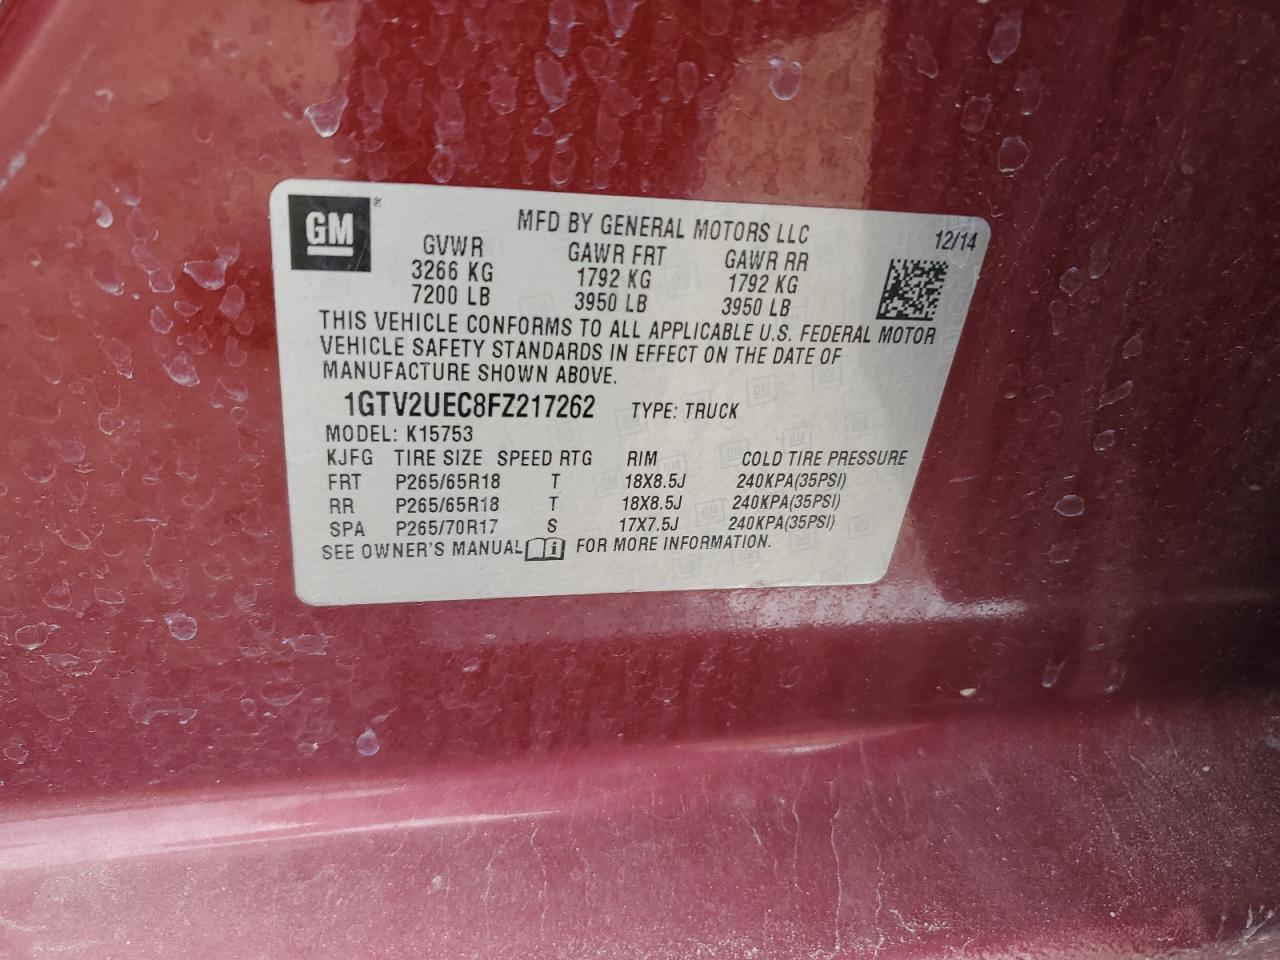 GM®
MFD BY GENERAL MOTORS LLC 12/14
GVWR GAWR FRT GAWR RR
3266 KG 1792 KG 1792 KG
7200 LB 3950 LB 3950 LB
THIS VEHICLE CONFORMS TO ALL APPLICABLE U.S. FEDERAL MOTOR
VEHICLE SAFETY STANDARDS IN EFFECT ON THE DATE OF
MANUFACTURE SHOWN ABOVE.
1GTV2UEC8FZ217262 TYPE: TRUCK
MODEL: K15753
KJFG TIRE SIZE SPEED RTG RIM COLD TIRE PRESSURE
FRT P265/65R18 T 18X8.5J 240KPA(35PSI)
RR P265/65R18 T 18X8.5J 240KPA(35PSI)
SPA P265/70R17 S 17X7.5J 240KPA(35PSI)
SEE OWNER'S MANUAL FOR MORE INFORMATION.